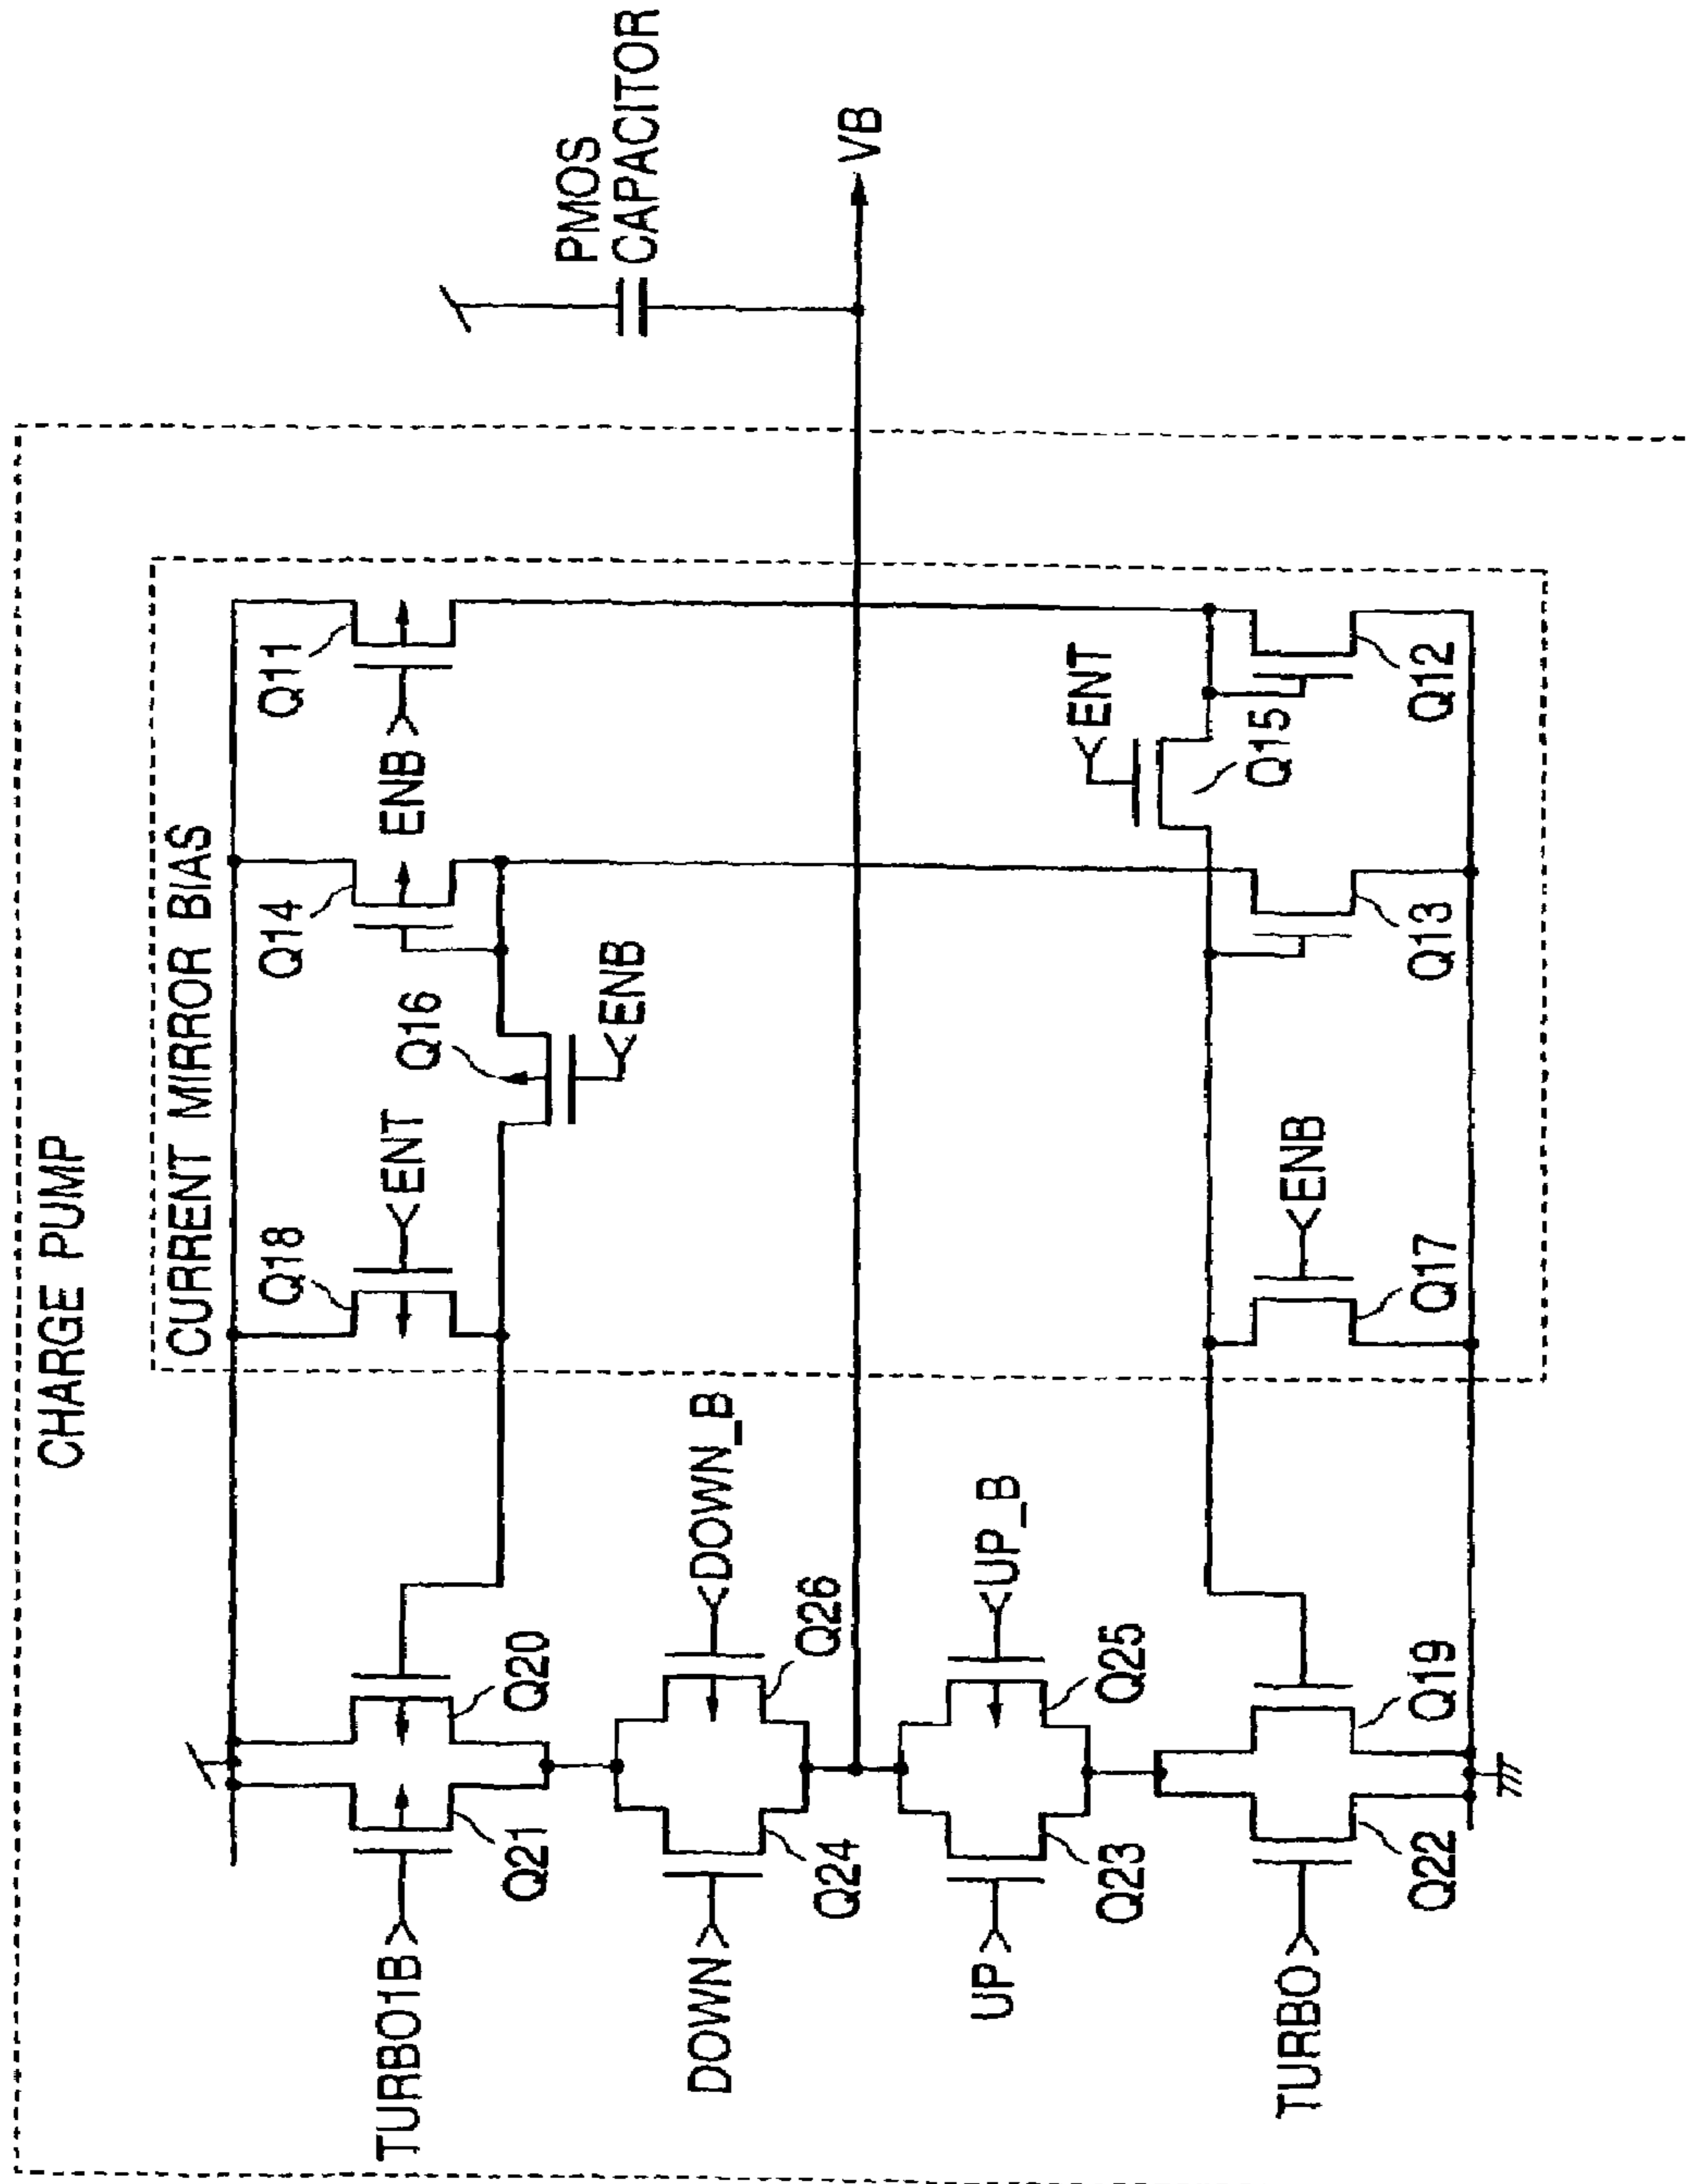 CHARGE PUMP
CURRENT MIRROR BIAS
PMOS
CAPACITOR
VB
TURBO1B
Q21
Q20
Q18
ENT
Q16
ENB
Q14
ENB
Q11
DOWN
Q24
Q26
DOWN_B
UP
Q23
Q25
UP_B
TURBO
Q22
Q19
Q17
ENB
Q13
Q15
ENT
Q12